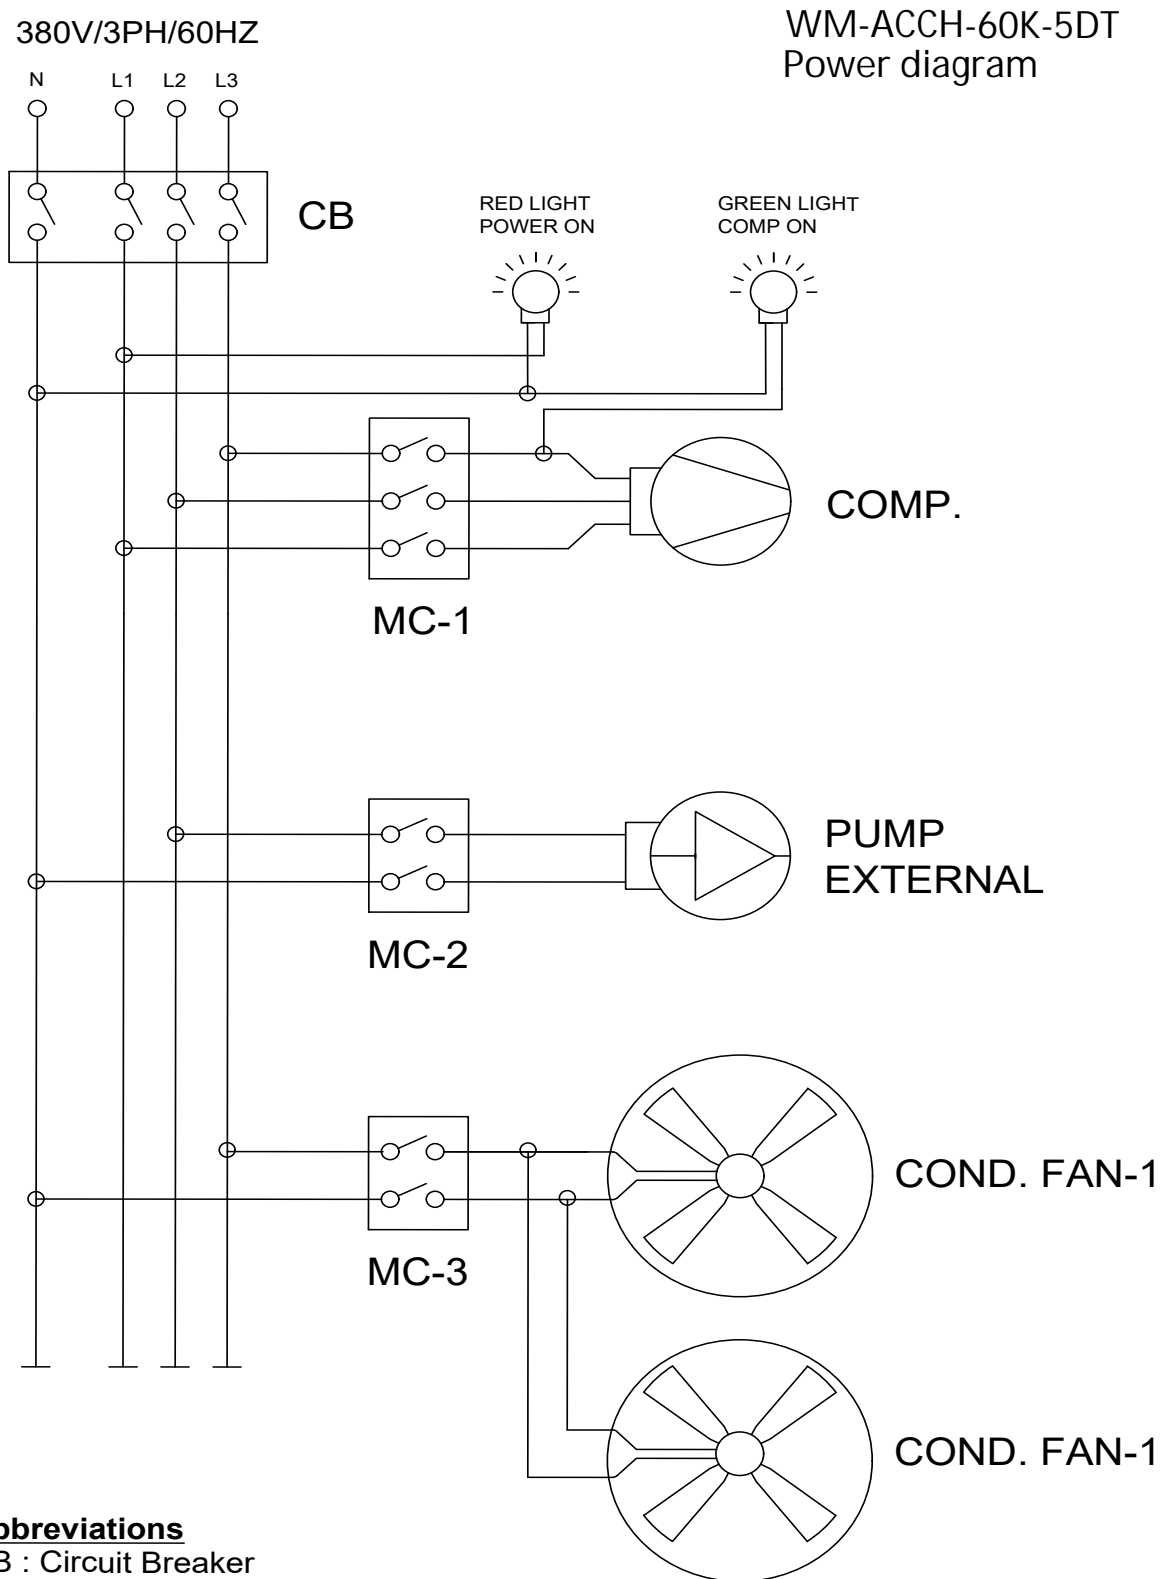 380V/3PH/60HZ
WM-ACCH-60K-5DT
Power diagram
N L1 L2 L3
CB
RED LIGHT
POWER ON
GREEN LIGHT
COMP ON
COMP.
MC-1
PUMP
EXTERNAL
MC-2
COND. FAN-1
MC-3
COND. FAN-1
bbreviations
B : Circuit Breaker